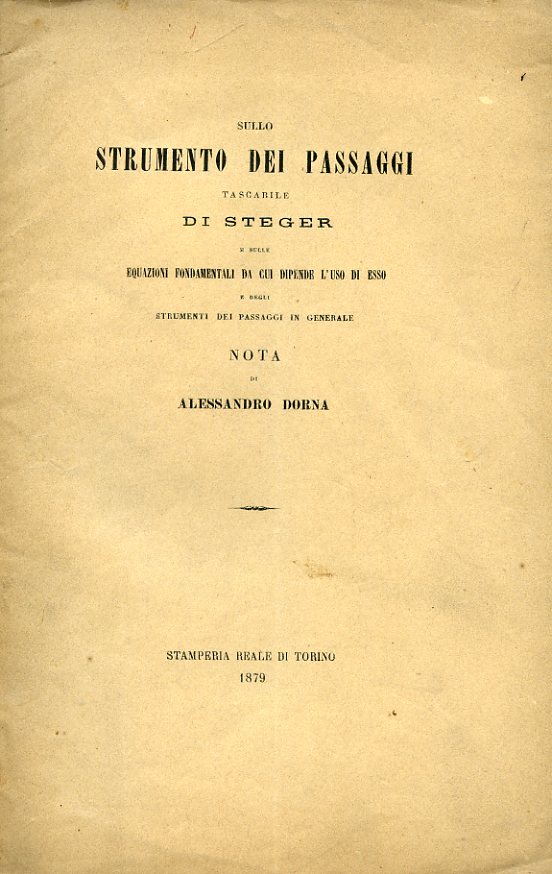 SULLO
STRUMENTO DEI PASSAGGI
TASCABILE
DI STEGER
E SULLE
EQUAZIONI FONDAMENTALI DA CUI DIPENDE L'USO DI ESSO
E DEGLI
STRUMENTI DEI PASSAGGI IN GENERALE
NOTA
DI
ALESSANDRO DORNA
STAMPERIA REALE DI TORINO
1879